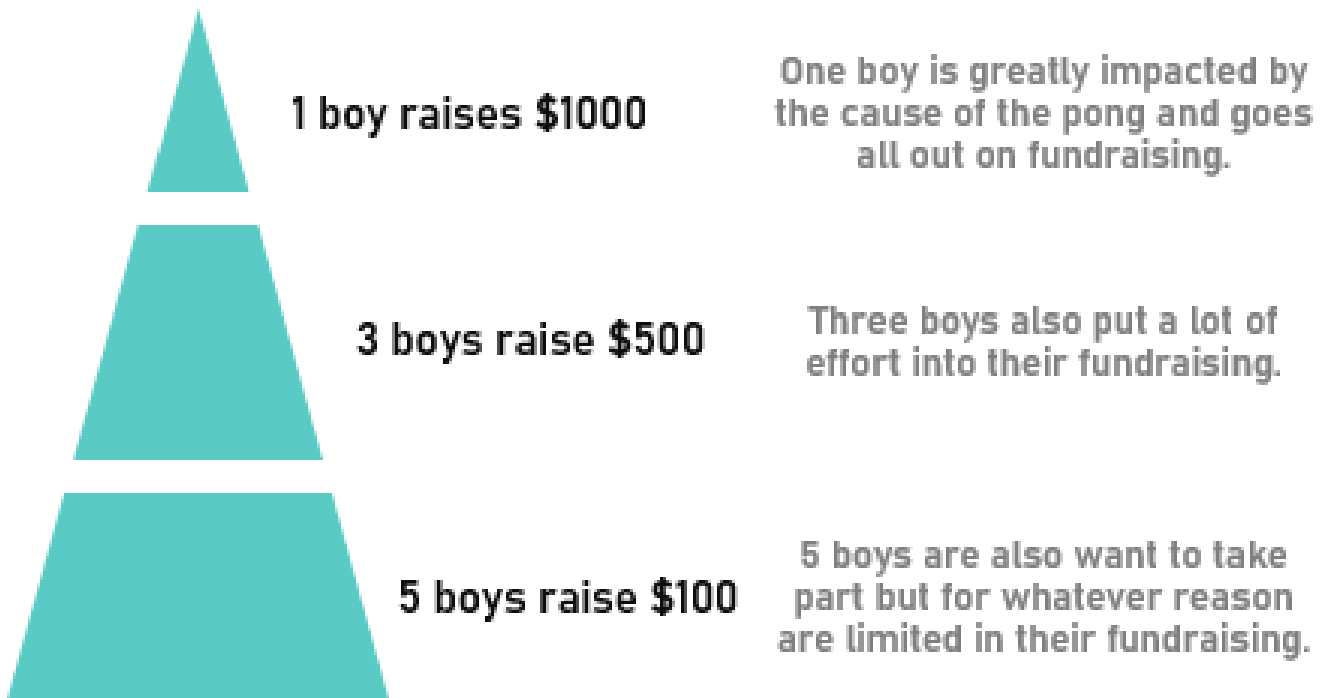 1 boy raises $1000
One boy is greatly impacted by
the cause of the pong and goes
all out on fundraising.
3 boys raise $500
Three boys also put a lot of
effort into their fundraising.
5 boys raise $100
5 boys are also want to take
part but for whatever reason
are limited in their fundraising.